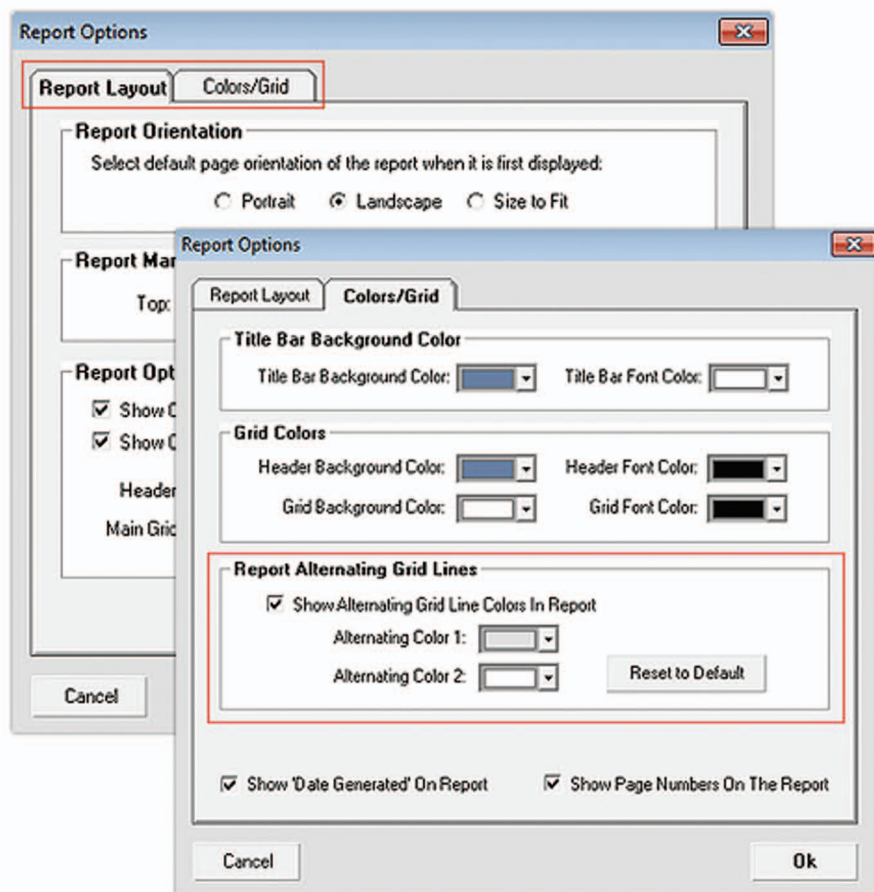 Report Options
Report Layout
Colors/Grid
Report Orientation
Select default page orientation of the report when it is first displayed:
Portrait Landscape Size to Fit
Report Mar
Top:
Report Opt
Show C
Show C
Header
Main Grid
Cancel
Report Options
Report Layout
Colors/Grid
Title Bar Background Color
Title Bar Background Color: Title Bar Font Color:
Grid Colors
Header Background Color: Header Font Color:
Grid Background Color: Grid Font Color:
Report Alternating Grid Lines
Show Alternating Grid Line Colors In Report
Alternating Color 1:
Alternating Color 2:
Reset to Default
Show 'Date Generated' On Report Show Page Numbers On The Report
Cancel Ok